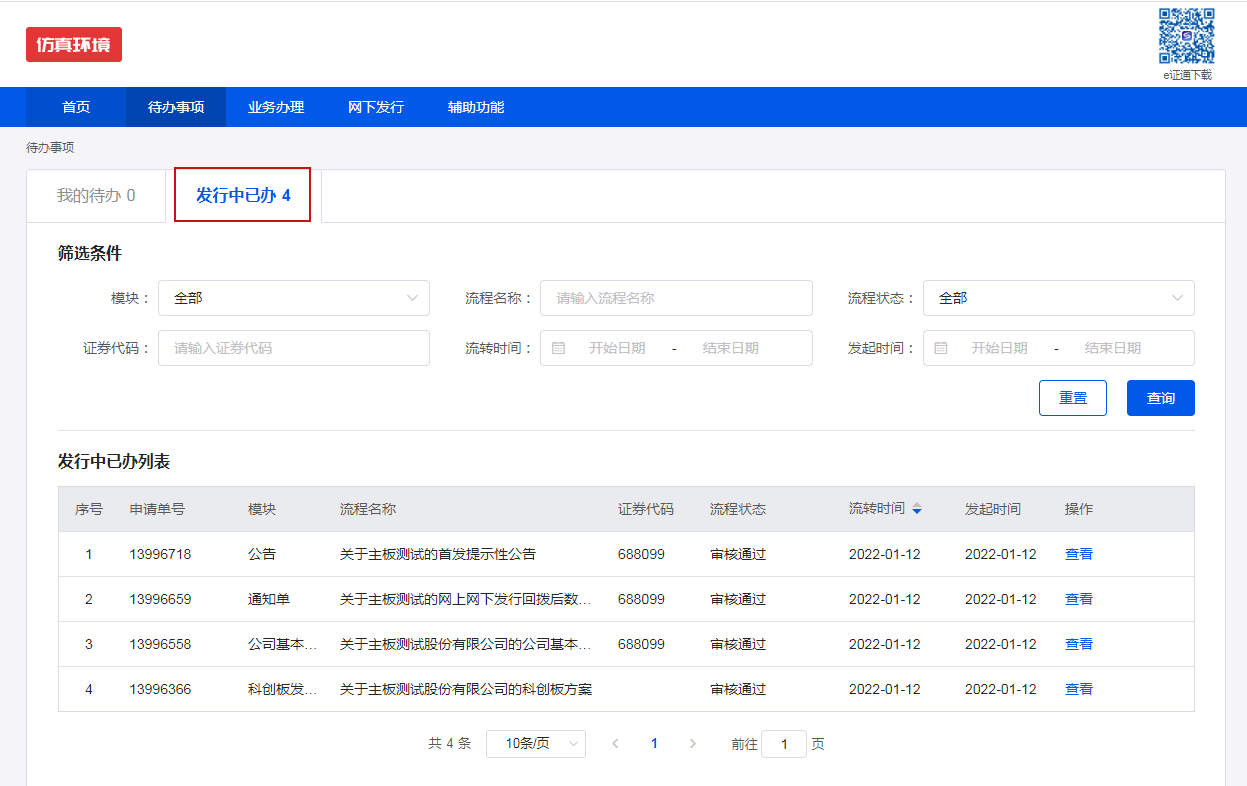 仿真环境
e证通下载
首页 待办事项 业务办理 网下发行 辅助功能
待办事项
我的待办 0 发行中已办 4
筛选条件
模块： 全部 流程名称： 请输入流程名称 流程状态： 全部
证券代码： 请输入证券代码 流转时间： 开始日期 - 结束日期 发起时间： 开始日期 - 结束日期
重置 查询
发行中已办列表
序号 申请单号 模块 流程名称 证券代码 流程状态 流转时间 发起时间 操作
1 13996718 公告 关于主板测试的首发提示性公告 688099 审核通过 2022-01-12 2022-01-12 查看
2 13996659 通知单 关于主板测试的网上网下发行回拨后数... 688099 审核通过 2022-01-12 2022-01-12 查看
3 13996558 公司基本... 关于主板测试股份有限公司的公司基本... 688099 审核通过 2022-01-12 2022-01-12 查看
4 13996366 科创板发... 关于主板测试股份有限公司的科创板方案 审核通过 2022-01-12 2022-01-12 查看
共 4 条 10条/页 < 1 > 前往 1 页